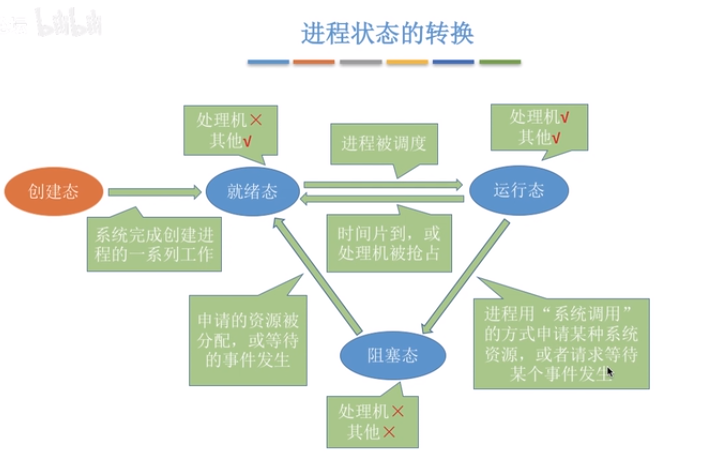 进程状态的转换
处理机×
其他√
处理机√
其他√
进程被调度
创建态
就绪态
运行态
系统完成创建进
程的一系列工作
时间片到，或
处理机被抢占
申请的资源被
分配，或等待
的事件发生
进程用“系统调用”
的方式申请某种系统
资源，或者请求等待
某个事件发生
阻塞态
处理机×
其他×